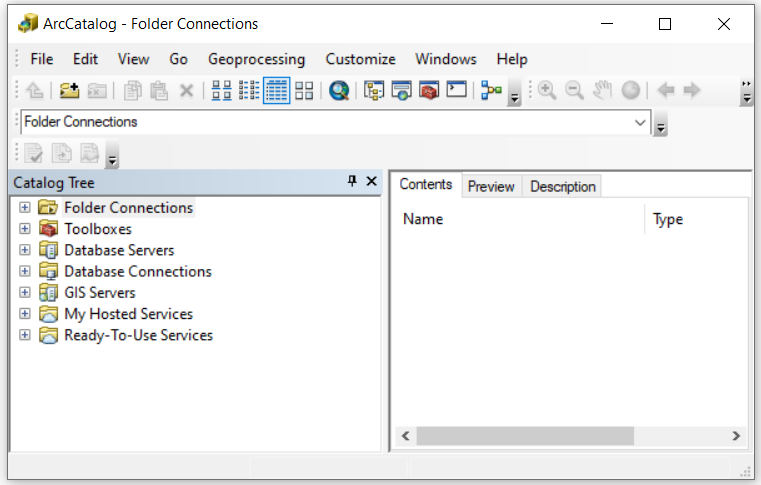 ArcCatalog - Folder Connections
File Edit View Go Geoprocessing Customize Windows Help
Folder Connections
Catalog Tree
Folder Connections
Toolboxes
Database Servers
Database Connections
GIS Servers
My Hosted Services
Ready-To-Use Services
Contents Preview Description
Name Type